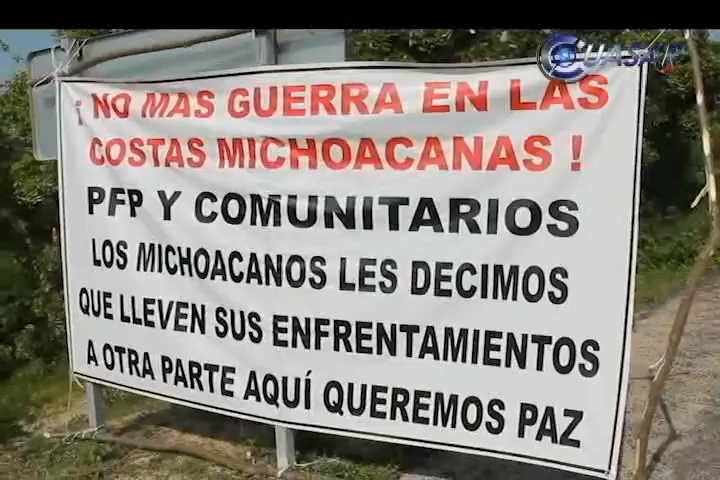 CUASAR
¡ NO MAS GUERRA EN LAS
COSTAS MICHOACANAS !
PFP Y COMUNITARIOS
LOS MICHOACANOS LES DECIMOS
QUE LLEVEN SUS ENFRENTAMIENTOS
A OTRA PARTE AQUÍ QUEREMOS PAZ